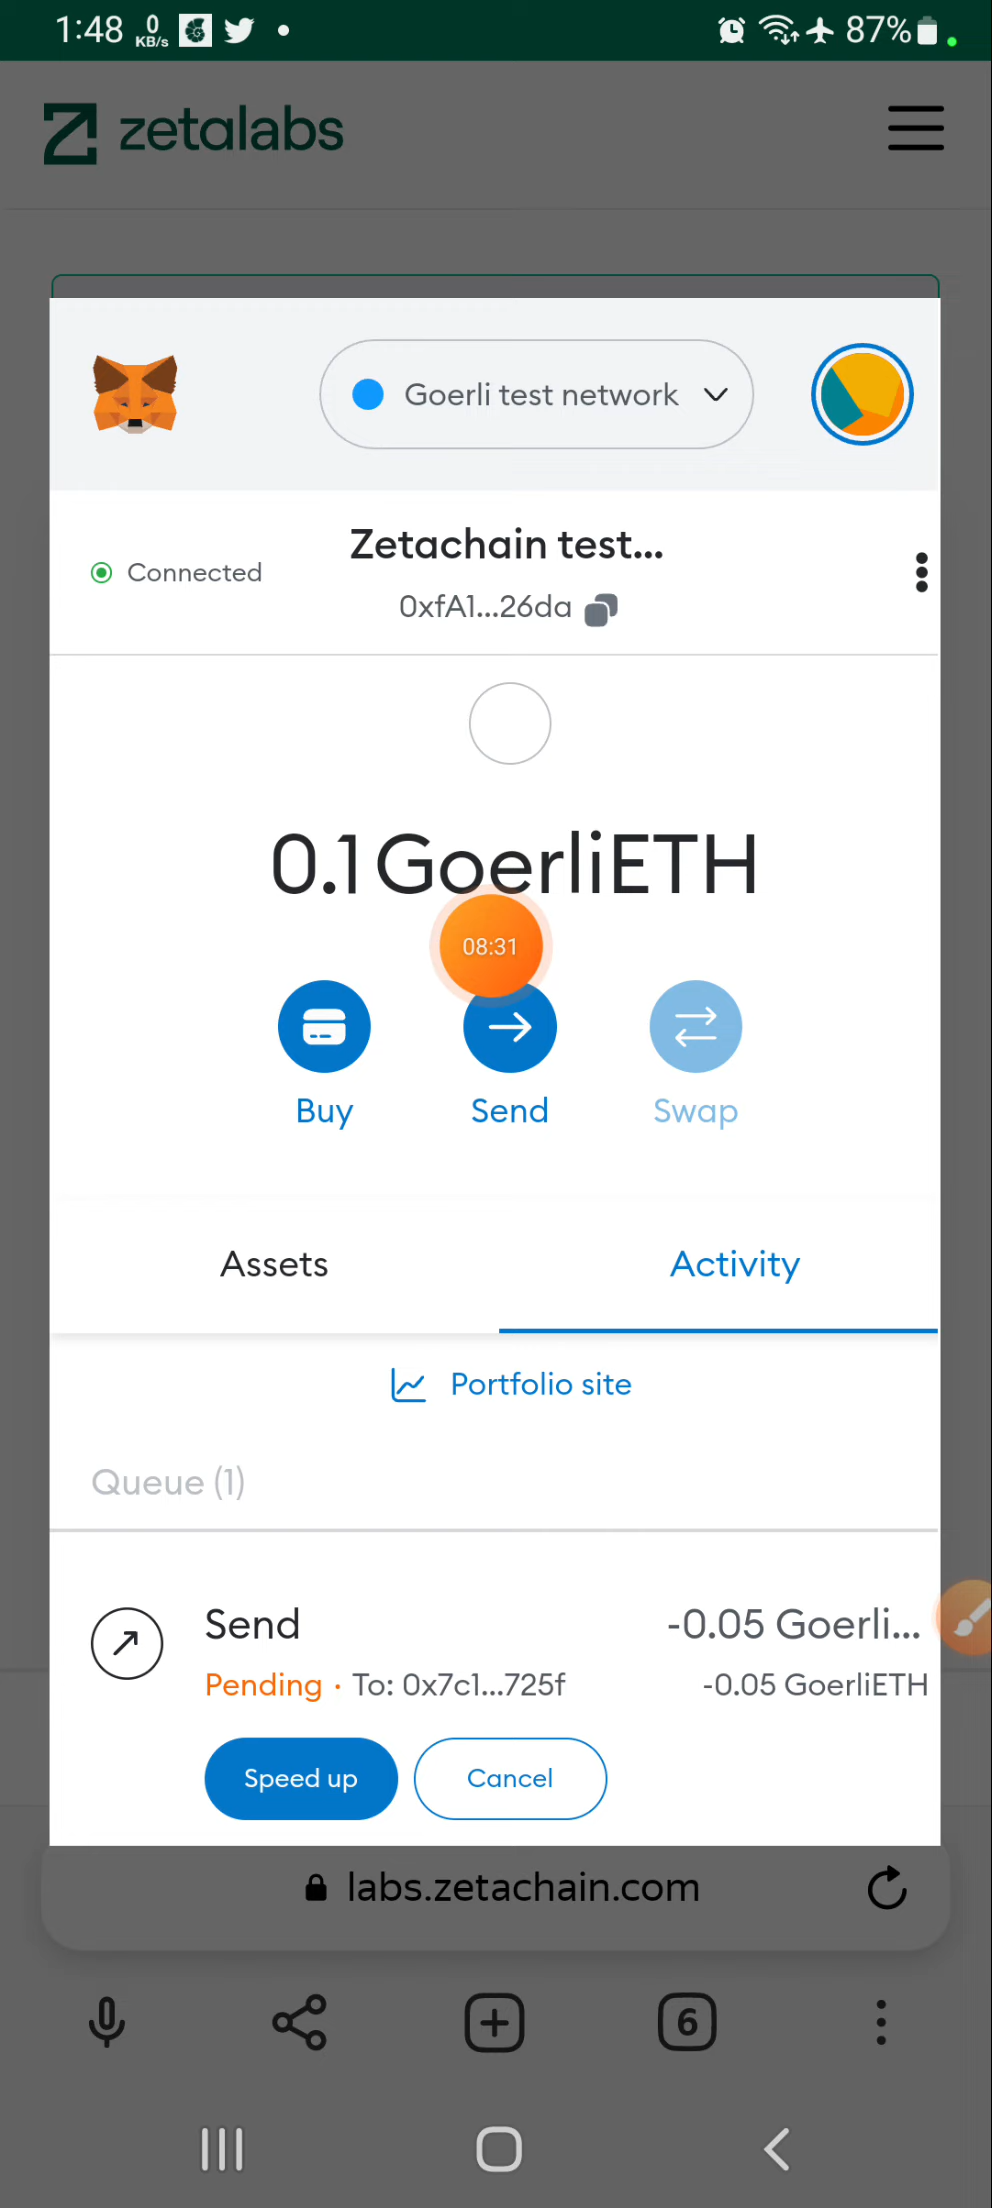 1:48 0 KB/s 87%
zetalabs
Goerli test network
Connected
Zetachain test...
0xfA1...26da
0.1 GoerliETH
08:31
Buy Send Swap
Assets Activity
Portfolio site
Queue (1)
Send -0.05 Goerli...
Pending · To: 0x7c1...725f -0.05 GoerliETH
Speed up Cancel
labs.zetachain.com
6